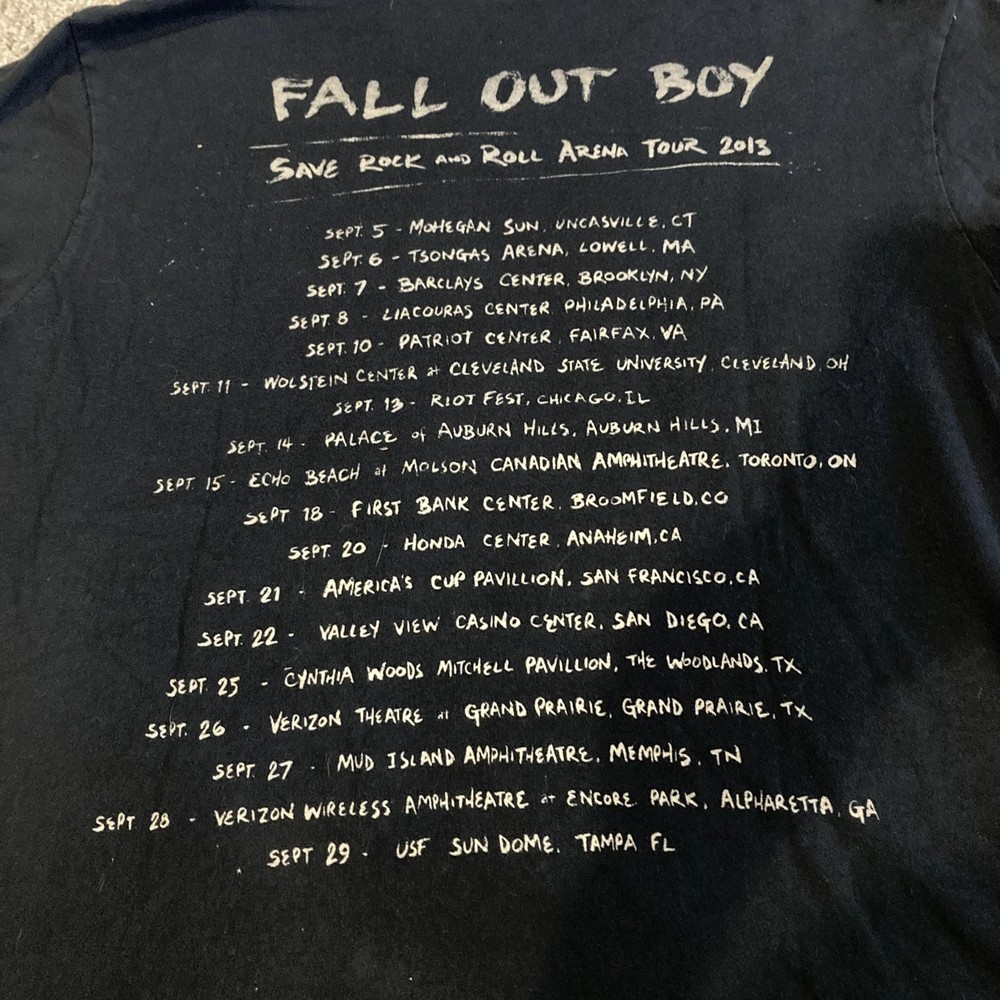 FALL OUT BOY
SAVE ROCK AND ROLL ARENA TOUR 2013
SEPT. 5 - MOHEGAN SUN, UNCASVILLE, CT
SEPT. 6 - TSONGAS ARENA, LOWELL, MA
SEPT. 7 - BARCLAYS CENTER, BROOKLYN, NY
SEPT. 8 - LIACOURAS CENTER PHILADELPHIA, PA
SEPT. 10 - PATRIOT CENTER, FAIRFAX, VA
SEPT. 11 - WOLSTEIN CENTER at CLEVELAND STATE UNIVERSITY, CLEVELAND, OH
SEPT. 13 - RIOT FEST, CHICAGO, IL
SEPT. 14 - PALACE of AUBURN HILLS, AUBURN HILLS, MI
SEPT. 15 - ECHO BEACH at MOLSON CANADIAN AMPHITHEATRE, TORONTO, ON
SEPT 18 - FIRST BANK CENTER, BROOMFIELD, CO
SEPT. 20 - HONDA CENTER, ANAHEIM, CA
SEPT. 21 - AMERICA'S CUP PAVILLION, SAN FRANCISCO, CA
SEPT. 22 - VALLEY VIEW CASINO CENTER, SAN DIEGO, CA
SEPT. 25 - CYNTHIA WOODS MITCHELL PAVILLION, THE WOODLANDS, TX
SEPT. 26 - VERIZON THEATRE at GRAND PRAIRIE, GRAND PRAIRIE, TX
SEPT. 27 - MUD ISLAND AMPHITHEATRE, MEMPHIS, TN
SEPT 28 - VERIZON WIRELESS AMPHITHEATRE at ENCORE PARK, ALPHARETTA, GA
SEPT 29 - USF SUN DOME, TAMPA FL